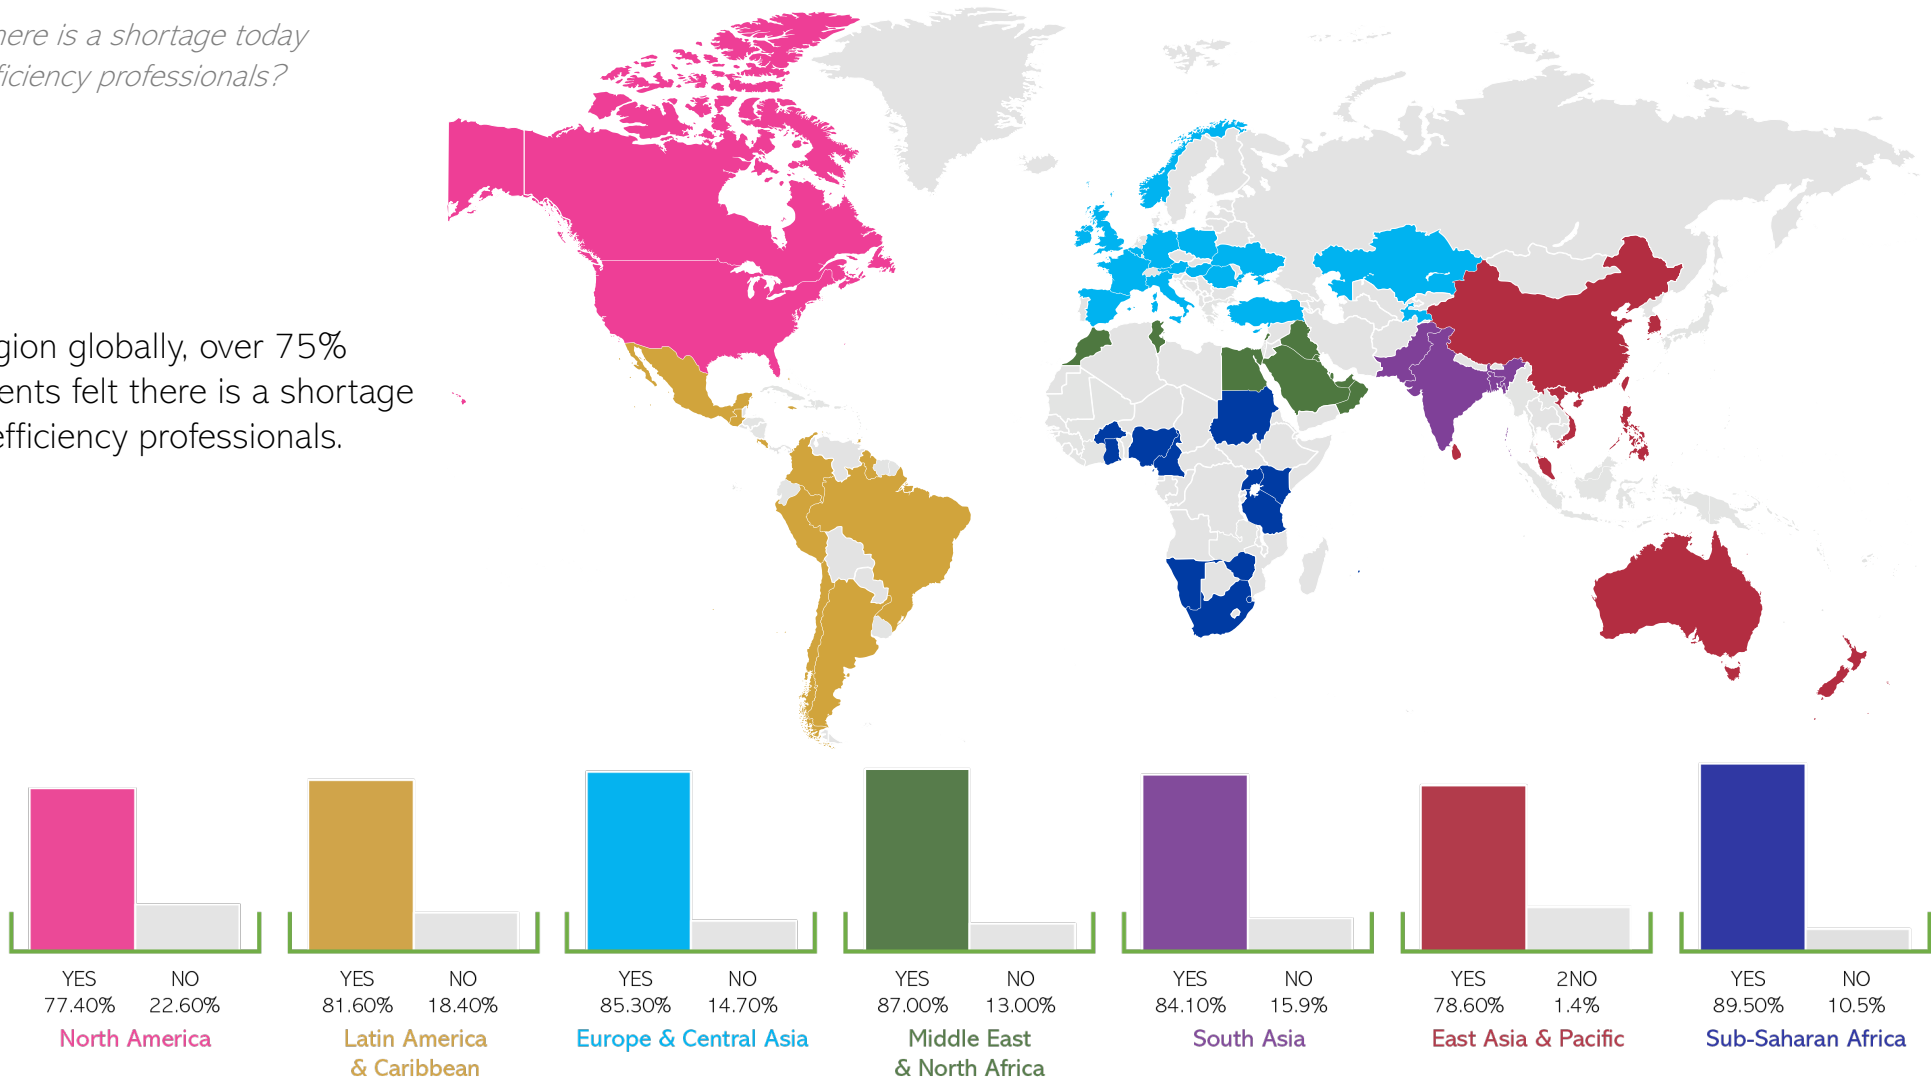 here is a shortage today
ficiency professionals?
gion globally, over 75%
ents felt there is a shortage
efficiency professionals.
YES NO
77.40% 22.60%
North America
YES NO
81.60% 18.40%
Latin America
& Caribbean
YES NO
85.30% 14.70%
Europe & Central Asia
YES NO
87.00% 13.00%
Middle East
& North Africa
YES NO
84.10% 15.9%
South Asia
YES 2NO
78.60% 1.4%
East Asia & Pacific
YES NO
89.50% 10.5%
Sub-Saharan Africa